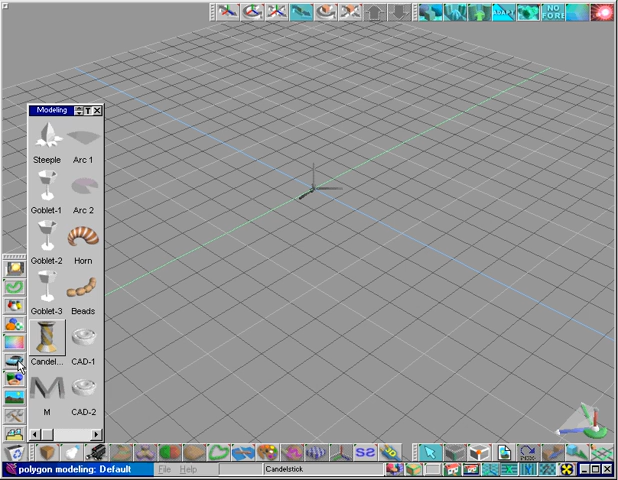 ADAPT
NO
FORE
Modeling
T
Steeple
Arc 1
Goblet-1
Arc 2
Goblet-2
Horn
Goblet-3
Beads
Candel...
CAD-1
M
M
CAD-2
polygon modeling: Default
File
Help
Candelstick